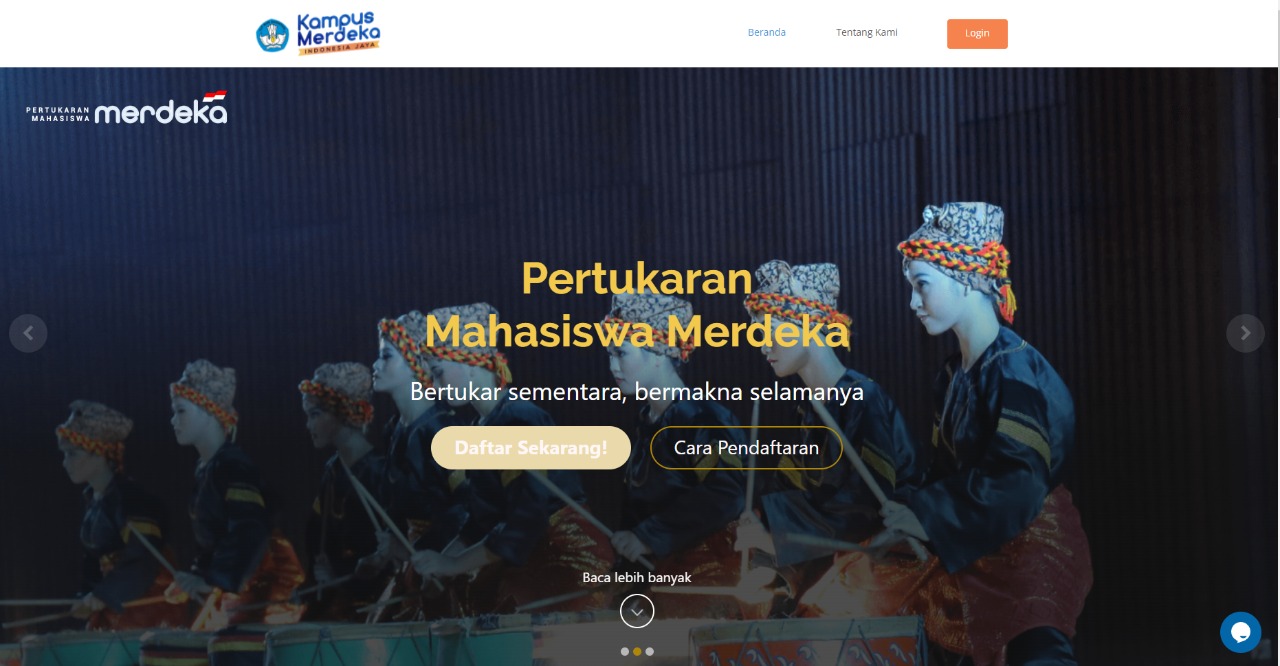 Kampus
Merdeka
INDONESIA JAYA
Beranda
Tentang Kami
Login
PERTUKARAN
MAHASISWA merdeka
Pertukaran
Mahasiswa Merdeka
Bertukar sementara, bermakna selamanya
Daftar Sekarang!
Cara Pendaftaran
Baca lebih banyak